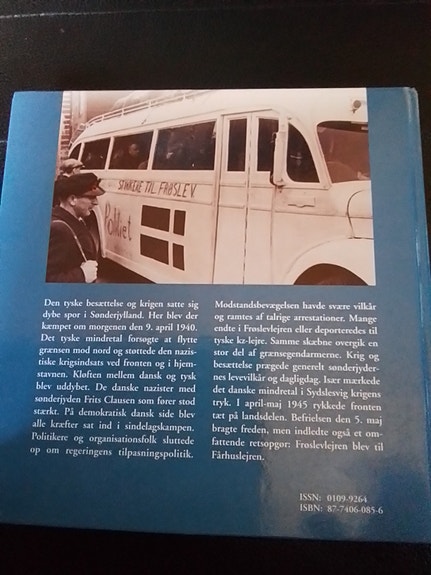 STIKKERE TIL FRØSLEV
Den tyske besættelse og krigen satte sig
dybe spor i Sønderjylland. Her blev der
kæmpet om morgenen den 9. april 1940.
Det tyske mindretal forsøgte at flytte
grænsen mod nord og støttede den nazis-
tiske krigsindsats ved fronten og i hjem-
stavnen. Kløften mellem dansk og tysk
blev uddybet. De danske nazister med
sønderjyden Frits Clausen som fører stod
stærkt. På demokratisk dansk side blev
alle kræfter sat ind i sindelagskampen.
Politikere og organisationsfolk sluttede
op om regeringens tilpasningspolitik.
Modstandsbevægelsen havde svære vilkår
og ramtes af talrige arrestationer. Mange
endte i Frøslevlejren eller deporteredes til
tyske kz-lejre. Samme skæbne overgik en
stor del af grænsegendarmerne. Krig og
besættelse prægede generelt sønderjyder-
nes levevilkår og dagligdag. Især mærkede
det danske mindretal i Sydslesvig krigens
tryk. I april-maj 1945 rykkede fronten
tæt på landsdelen. Befrielsen den 5. maj
bragte freden, men indledte også et om-
fattende retsopgør: Frøslevlejren blev til
Fårhuslejren.
ISSN: 0109-9264
ISBN: 87-7406-085-6